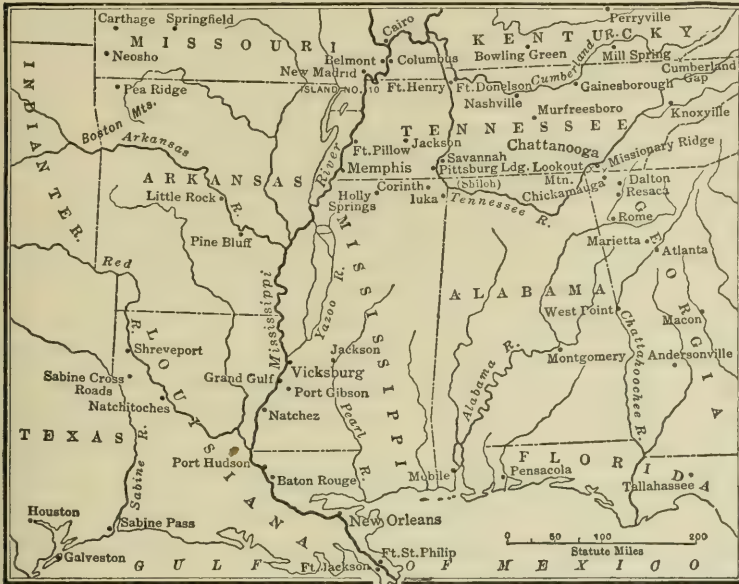 Carthage Springfield
Perryville
Cairo
MISSOURI
KENTUCKY
Neosho
Belmont
Columbus
Bowling Green
Cumberland
Mill Spring
New Madrid
Cumberland
Gap
INDIAN TER.
Pea Ridge
ISLAND NO. 10
Ft. Henry
Ft. Donelson
Gainesborough
Nashville
Knoxville
Boston Mts.
Murfreesboro
TENNESSEE
Arkansas
R.
River
Ft. Pillow
Jackson
Chattanooga
Missionary Ridge
Savannah
Memphis
Pittsburg Ldg.
Lookout
Mtn.
ARKANSAS
Corinth
(Shiloh)
Chickamauga
Dalton
Holly
Springs
Iuka
Tennessee R.
Resaca
Little Rock
Rome
Pine Bluff
MISSISSIPPI
GEORGIA
Marietta
Atlanta
Red
R.
Mississippi
Yazoo R.
ALABAMA
West Point
Macon
LOUISIANA
Shreveport
Jackson
Alabama R.
Montgomery
Chattahoochee R.
Andersonville
Vicksburg
Sabine Cross
Roads
Grand Gulf
Port Gibson
Natchitoches
Natchez
Pearl R.
TEXAS
Sabine R.
FLORIDA
Port Hudson
Mobile
Pensacola
Tallahassee
Baton Rouge
Houston
Sabine Pass
New Orleans
0 50 100 200
Statute Miles
Galveston
Ft. St. Philip
Ft. Jackson
GULF OF MEXICO